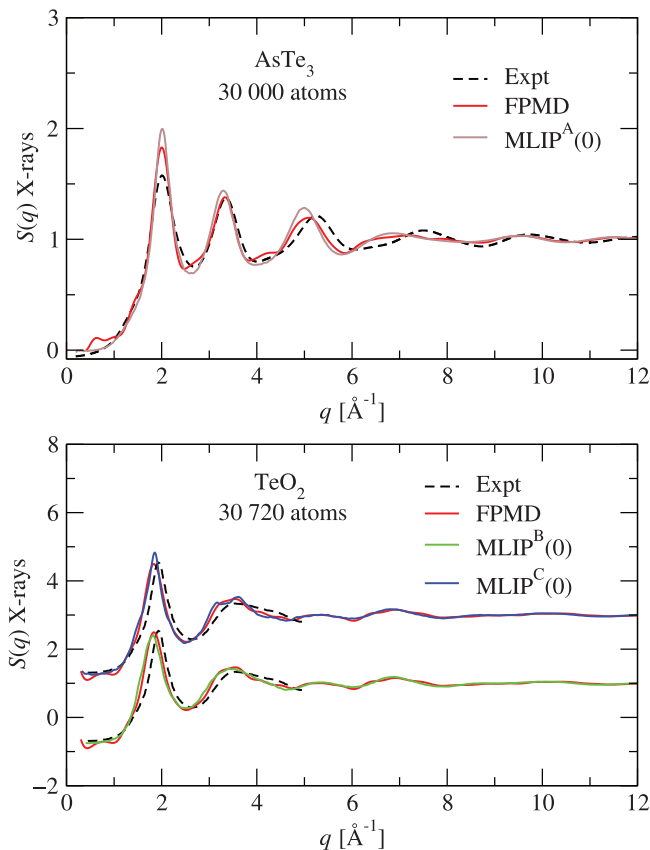 3
AsTe₃
30 000 atoms
Expt
FPMD
MLIPᴬ(0)
2
1
0
S(q) X-rays
0 2 4 6 8 10 12
q [Å⁻¹]
8
TeO₂
30 720 atoms
Expt
FPMD
MLIPᴮ(0)
MLIPᶜ(0)
6
4
2
0
−2
S(q) X-rays
0 2 4 6 8 10 12
q [Å⁻¹]